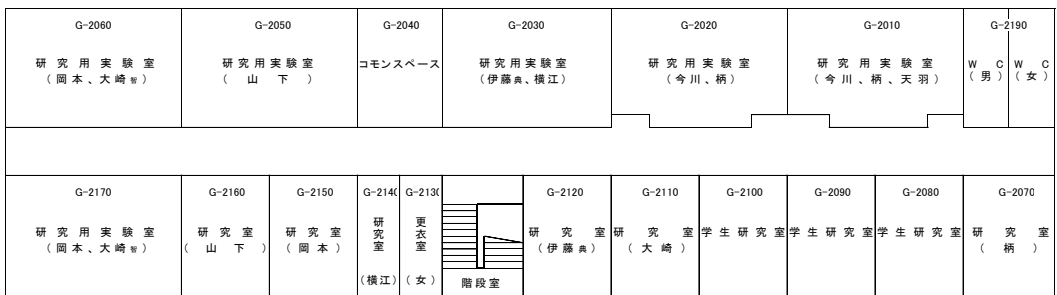 G-2060
研究用実験室
(岡本、大崎智)
G-2050
研究用実験室
(山下)
G-2040
コモンスペース
G-2030
研究用実験室
(伊藤典、横江)
G-2020
研究用実験室
(今川、柄)
G-2010
研究用実験室
(今川、柄、天羽)
G-2190
WC
(男)
WC
(女)
G-2170
研究用実験室
(岡本、大崎智)
G-2160
研究室
(山下)
G-2150
研究室
(岡本)
G-2140
研究室
(横江)
G-2130
更衣室
(女)
階段室
G-2120
研究室
(伊藤典)
G-2110
研究室
(大崎)
G-2100
学生研究室
G-2090
学生研究室
G-2080
学生研究室
G-2070
研究室
(柄)